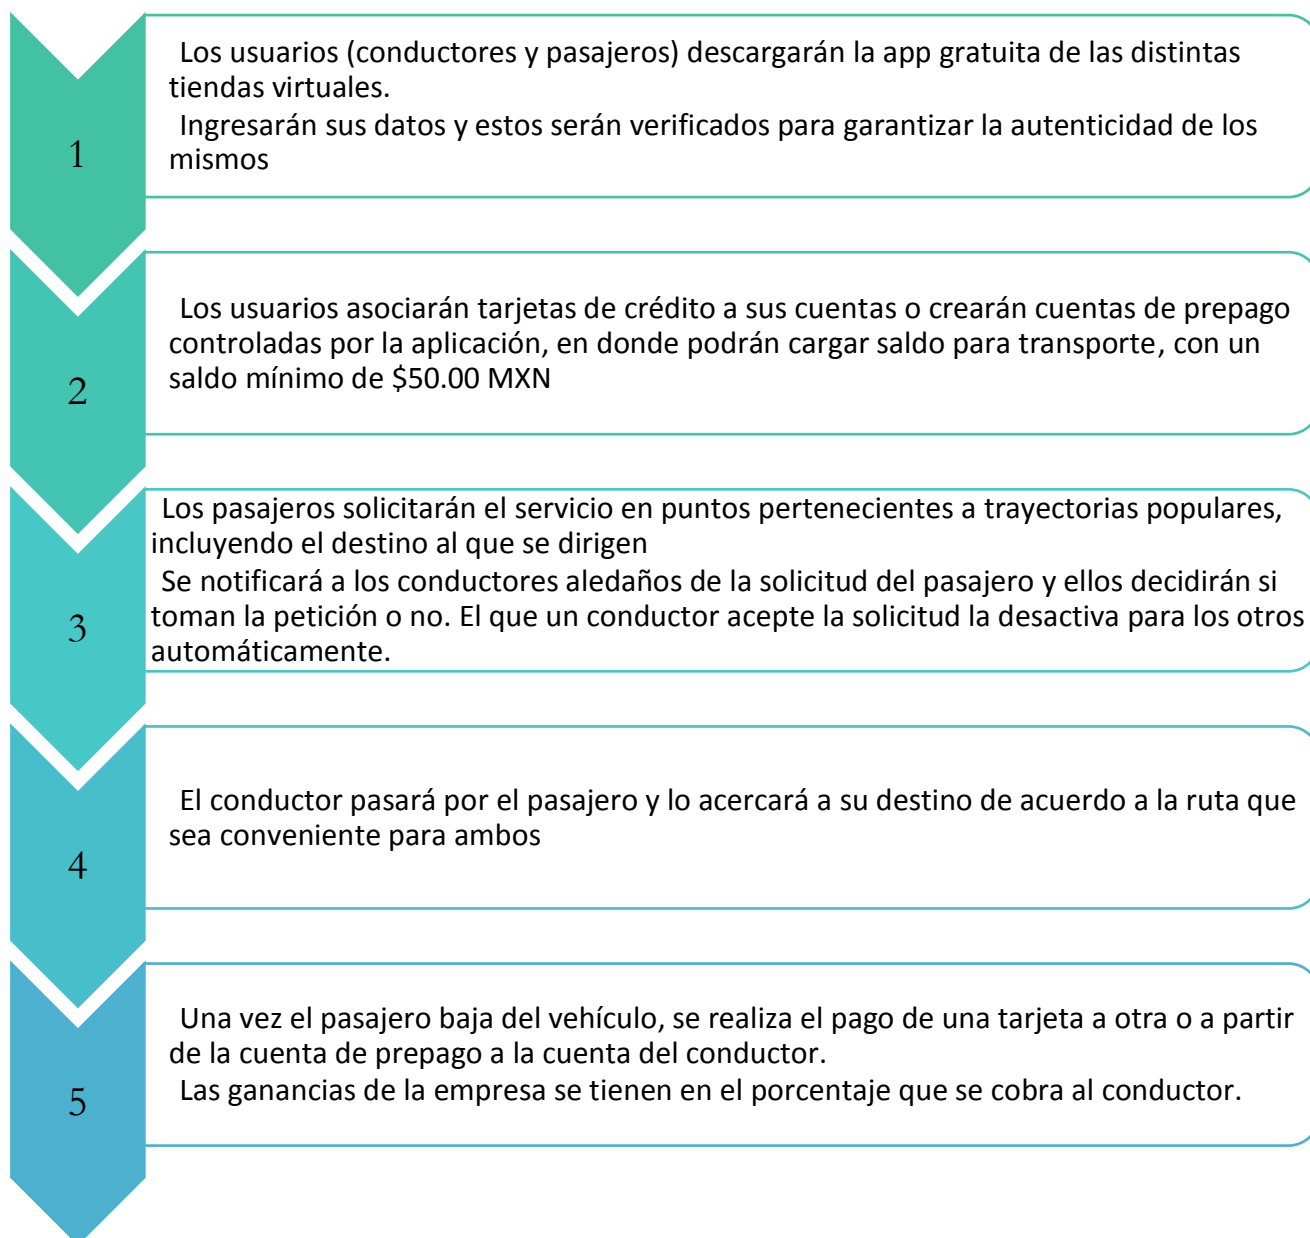 1
Los usuarios (conductores y pasajeros) descargarán la app gratuita de las distintas
tiendas virtuales.
Ingresarán sus datos y estos serán verificados para garantizar la autenticidad de los
mismos
2
Los usuarios asociarán tarjetas de crédito a sus cuentas o crearán cuentas de prepago
controladas por la aplicación, en donde podrán cargar saldo para transporte, con un
saldo mínimo de $50.00 MXN
3
Los pasajeros solicitarán el servicio en puntos pertenecientes a trayectorias populares,
incluyendo el destino al que se dirigen
Se notificará a los conductores aledaños de la solicitud del pasajero y ellos decidirán si
toman la petición o no. El que un conductor acepte la solicitud la desactiva para los otros
automáticamente.
4
El conductor pasará por el pasajero y lo acercará a su destino de acuerdo a la ruta que
sea conveniente para ambos
5
Una vez el pasajero baja del vehículo, se realiza el pago de una tarjeta a otra o a partir
de la cuenta de prepago a la cuenta del conductor.
Las ganancias de la empresa se tienen en el porcentaje que se cobra al conductor.